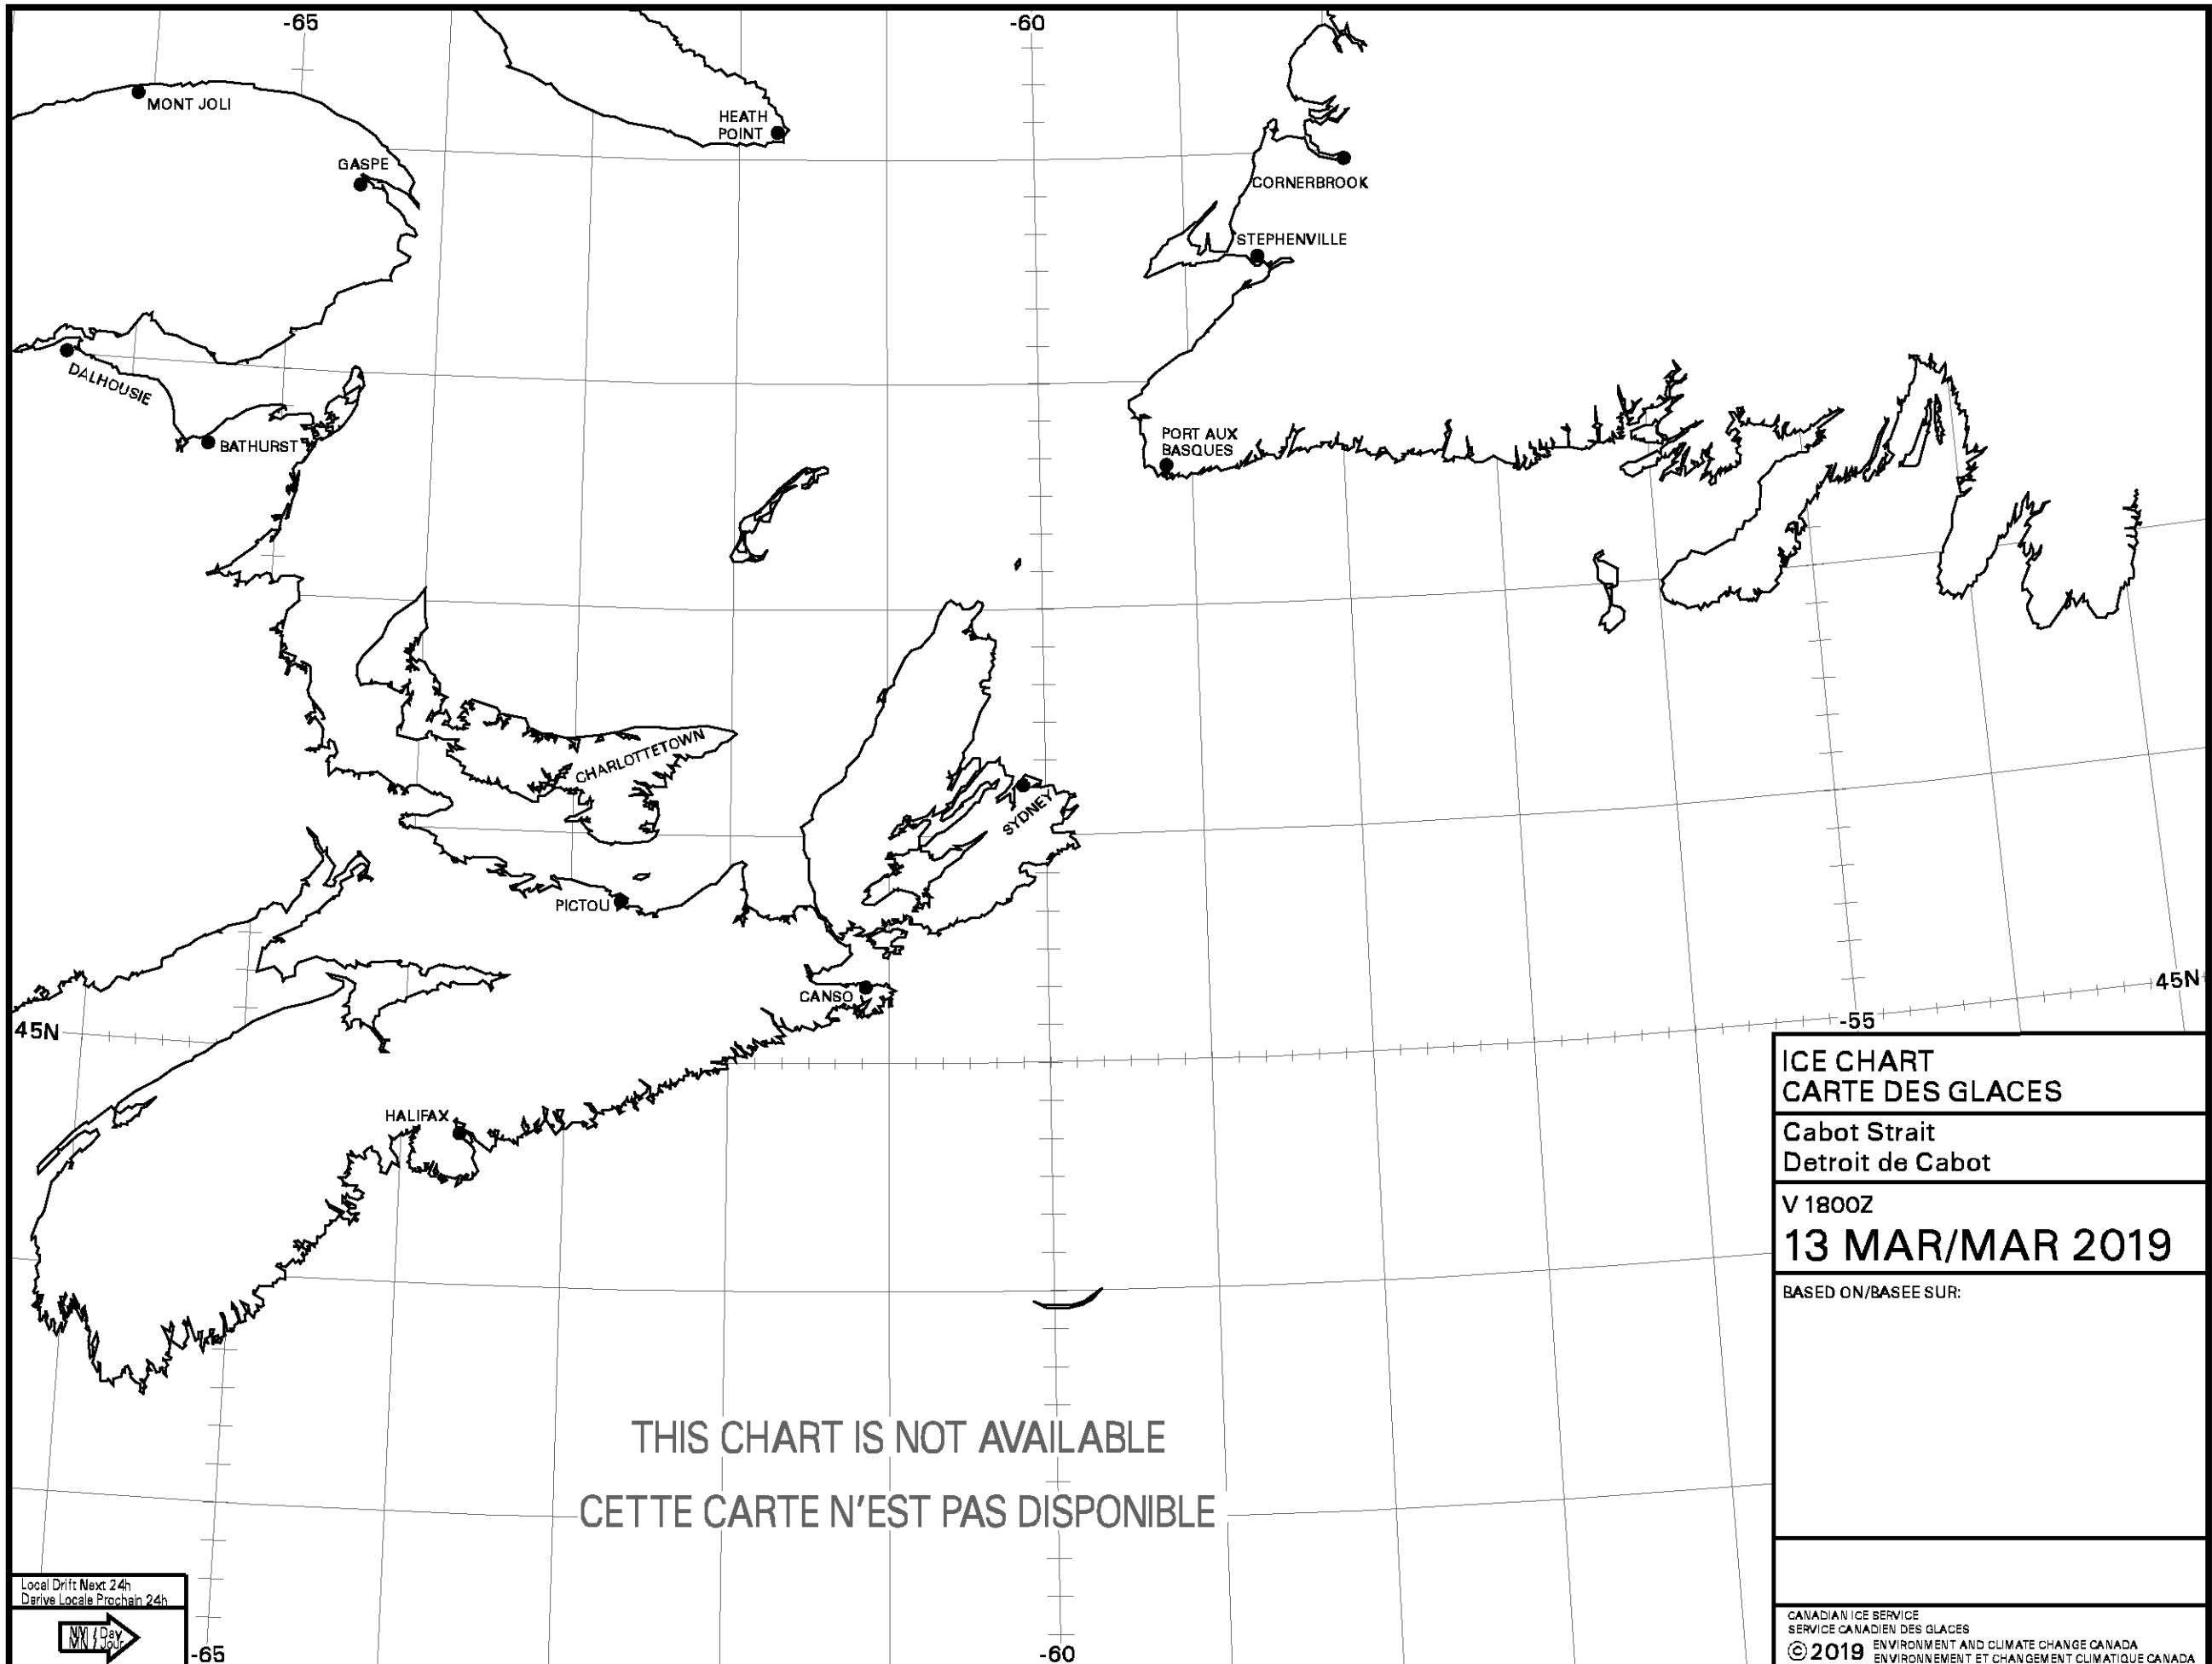 -65
-60
MONT JOLI
HEATH
POINT
GASPE
CORNERBROOK
STEPHENVILLE
DALHOUSIE
BATHURST
PORT AUX
BASQUES
CHARLOTTETOWN
SYDNEY
PICTOU
CANSO
45N
45N
-55
HALIFAX
ICE CHART
CARTE DES GLACES
Cabot Strait
Detroit de Cabot
V 1800Z
13 MAR/MAR 2019
BASED ON/BASEE SUR:
THIS CHART IS NOT AVAILABLE
CETTE CARTE N'EST PAS DISPONIBLE
Local Drift Next 24h
Derive Locale Prochain 24h
NM / Day
MN / Jour
-65
-60
CANADIAN ICE SERVICE
SERVICE CANADIEN DES GLACES
© 2019 ENVIRONMENT AND CLIMATE CHANGE CANADA
ENVIRONNEMENT ET CHANGEMENT CLIMATIQUE CANADA